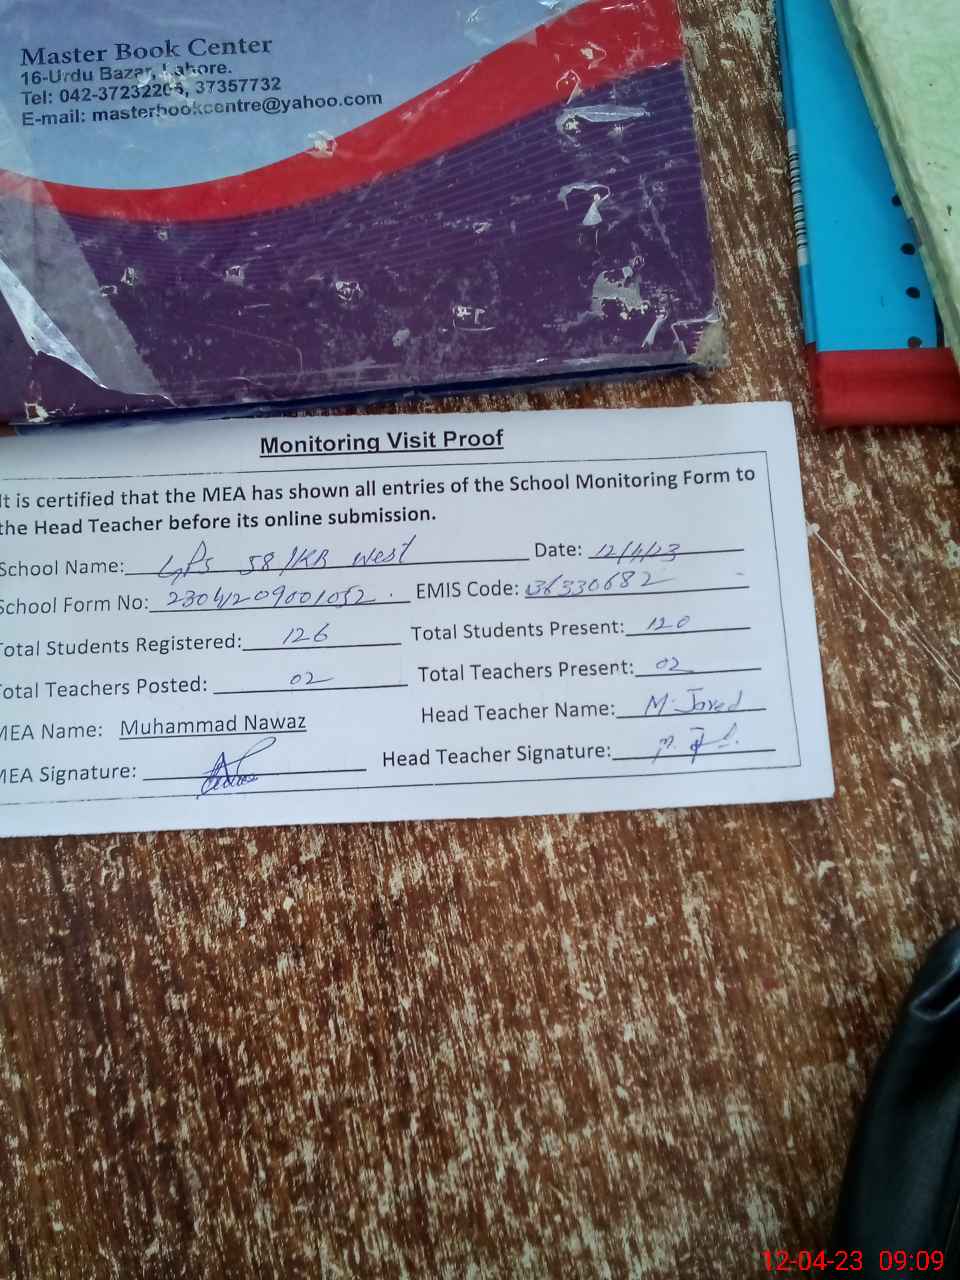 Master Book Center
16-Urdu Bazar, Lahore.
Tel: 042-37232205, 37357732
E-mail: masterbookcentre@yahoo.com
Monitoring Visit Proof
It is certified that the MEA has shown all entries of the School Monitoring Form to
the Head Teacher before its online submission.
School Name: GPS 58/KB West Date: 12/4/23
School Form No: 23041209001052 EMIS Code: 36330682
Total Students Registered: 126 Total Students Present: 120
Total Teachers Posted: 02 Total Teachers Present: 02
MEA Name: Muhammad Nawaz Head Teacher Name: M. Javed
MEA Signature: Head Teacher Signature:
12-04-23 09:09